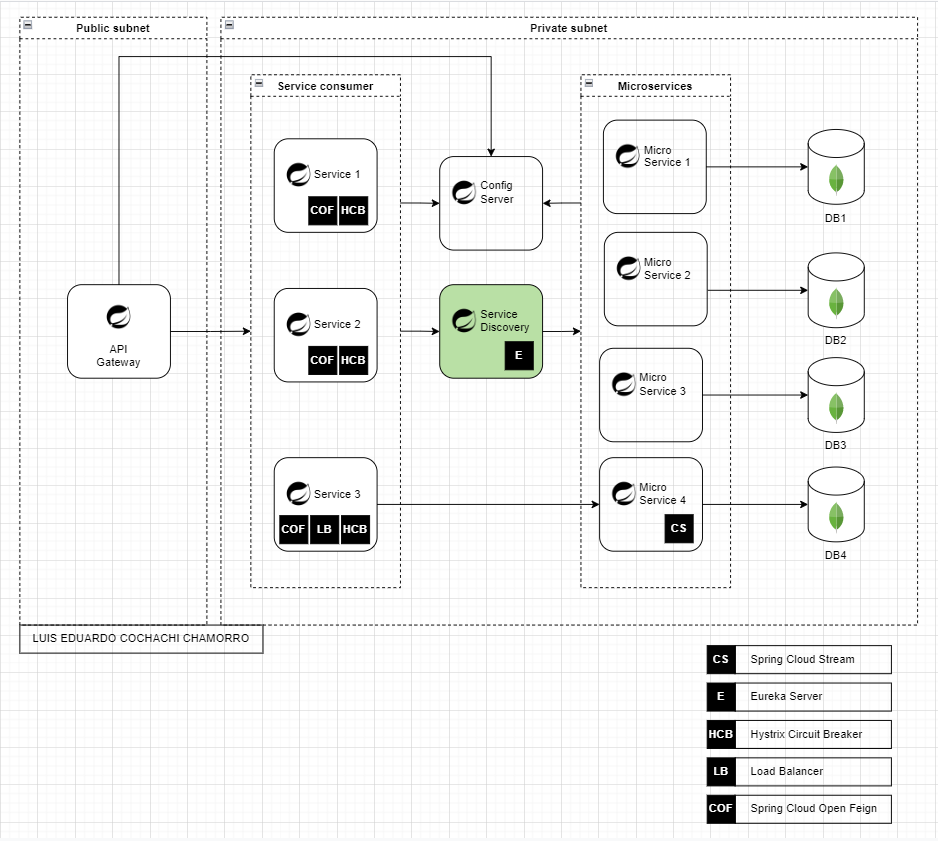 Public subnet
Private subnet
Service consumer
Microservices
Service 1
COF HCB
Config
Server
Micro
Service 1
DB1
Micro
Service 2
DB2
API
Gateway
Service 2
COF HCB
Service
Discovery
E
Micro
Service 3
DB3
Service 3
COF LB HCB
Micro
Service 4
CS
DB4
LUIS EDUARDO COCHACHI CHAMORRO
CS Spring Cloud Stream
E Eureka Server
HCB Hystrix Circuit Breaker
LB Load Balancer
COF Spring Cloud Open Feign